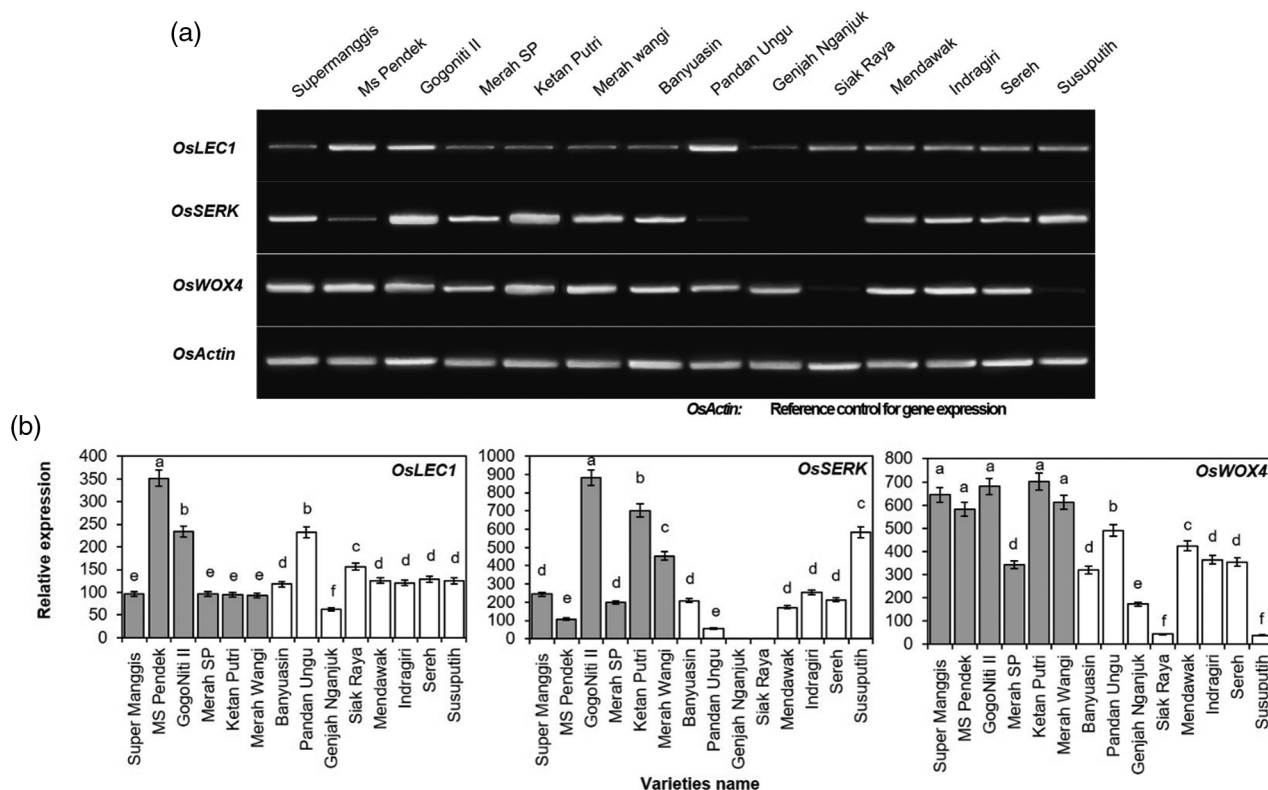 (a)
Supermanggis
Ms Pendek
Gogoniti II
Merah SP
Ketan Putri
Merah wangi
Banyuasin
Pandan Ungu
Genjah Nganjuk
Siak Raya
Mendawak
Indragiri
Sereh
Susuputih
OsLEC1
OsSERK
OsWOX4
OsActin
OsActin: Reference control for gene expression
(b)
Relative expression
400
350
300
250
200
150
100
50
0
OsLEC1
e
a
b
e
e
e
d
b
f
c
d
d
d
d
Super Manggis
MS Pendek
GogoNiti II
Merah SP
Ketan Putri
Merah Wangi
Banyuasin
Pandan Ungu
Genjah Nganjuk
Siak Raya
Mendawak
Indragiri
Sereh
Susuputih
1000
900
800
700
600
500
400
300
200
100
0
OsSERK
d
e
a
d
b
c
d
e
d
d
d
c
Super Manggis
MS Pendek
GogoNiti II
Merah SP
Ketan Putri
Merah Wangi
Banyuasin
Pandan Ungu
Genjah Nganjuk
Siak Raya
Mendawak
Indragiri
Sereh
Susuputih
800
700
600
500
400
300
200
100
0
OsWOX4
a
a
a
d
a
a
d
b
e
f
c
d
d
f
Super Manggis
MS Pendek
GogoNiti II
Merah SP
Ketan Putri
Merah Wangi
Banyuasin
Pandan Ungu
Genjah Nganjuk
Siak Raya
Mendawak
Indragiri
Sereh
Susuputih
Varieties name